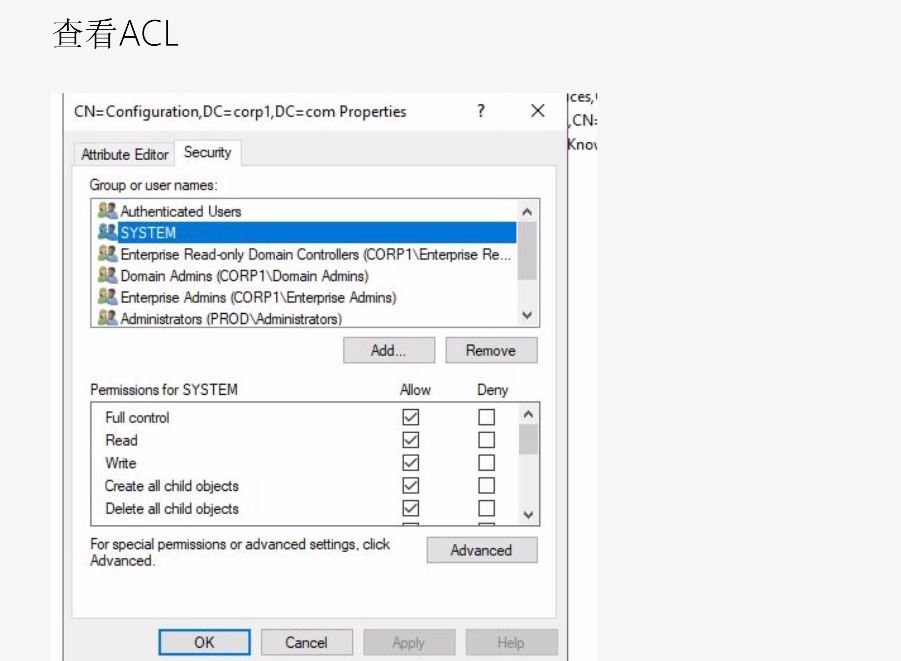 查看ACL
ices,
CN=Configuration,DC=corp1,DC=com Properties
?
,CN=
Attribute Editor
Security
Group or user names:
Authenticated Users
SYSTEM
Enterprise Read-only Domain Controllers (CORP1\Enterprise Re...
Domain Admins (CORP1\Domain Admins)
Enterprise Admins (CORP1\Enterprise Admins)
Administrators (PROD\Administrators)
Add...
Remove
Permissions for SYSTEM
Allow
Deny
Full control
Read
Write
Create all child objects
Delete all child objects
For special permissions or advanced settings, click
Advanced.
Advanced
OK
Cancel
Apply
Help